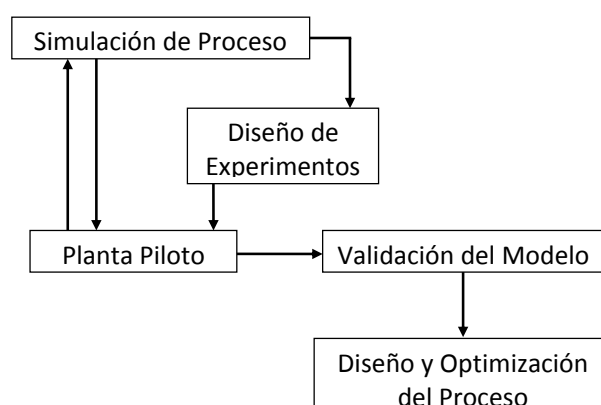 Simulación de Proceso
Diseño de
Experimentos
Planta Piloto
Validación del Modelo
Diseño y Optimización
del Proceso